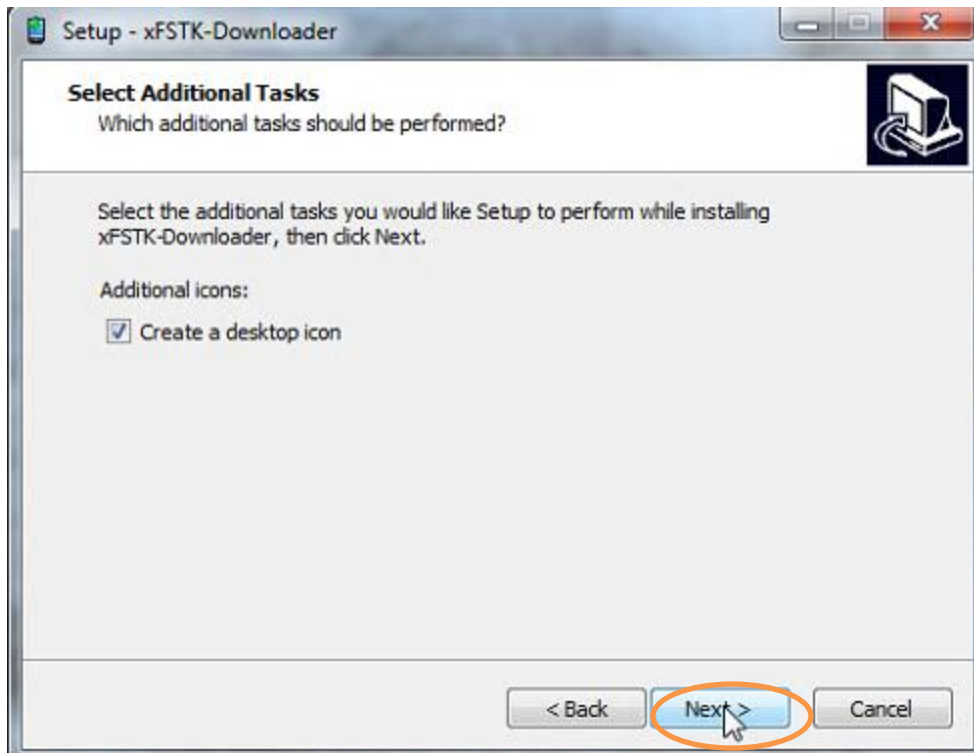 Setup - xFSTK-Downloader
Select Additional Tasks
Which additional tasks should be performed?
Select the additional tasks you would like Setup to perform while installing
xFSTK-Downloader, then click Next.
Additional icons:
Create a desktop icon
< Back
Next >
Cancel